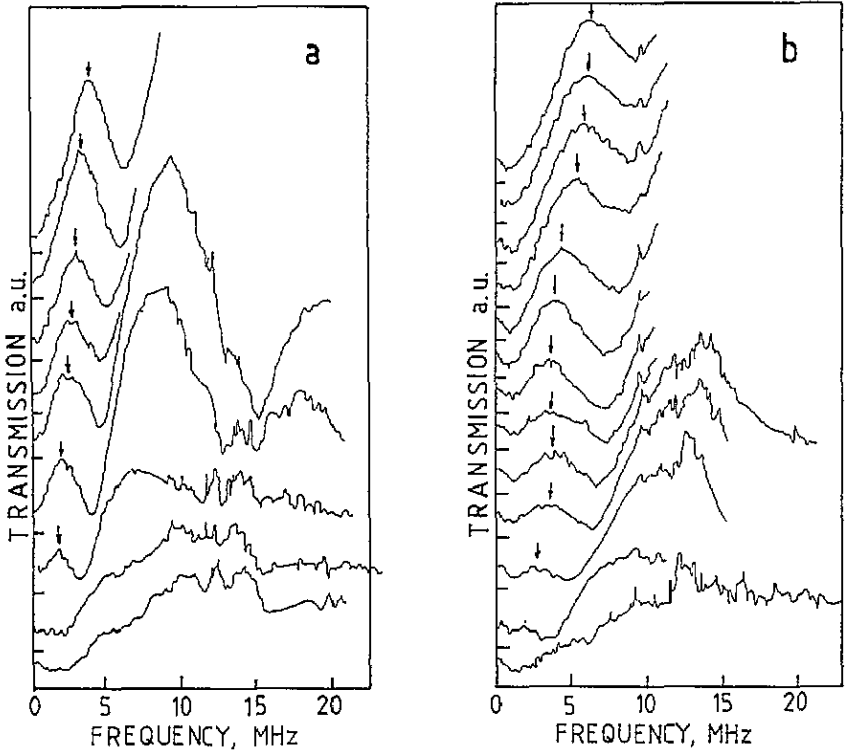 a
b
TRANSMISSION a.u.
TRANSMISSION a.u.
0 5 10 15 20
0 5 10 15 20
FREQUENCY, MHz
FREQUENCY, MHz